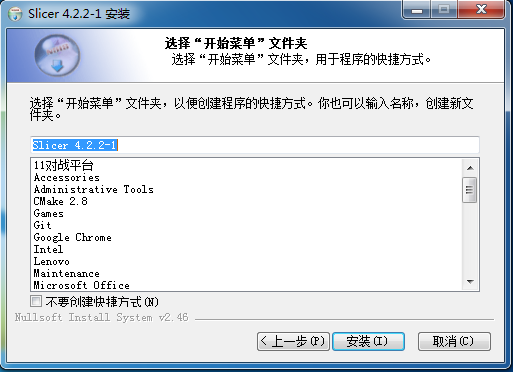 Slicer 4.2.2-1 安装
选择“开始菜单”文件夹
选择“开始菜单”文件夹，用于程序的快捷方式。
选择“开始菜单”文件夹，以便创建程序的快捷方式。你也可以输入名称，创建新文
件夹。
Slicer 4.2.2-1
11对战平台
Accessories
Administrative Tools
CMake 2.8
Games
Git
Google Chrome
Intel
Lenovo
Maintenance
Microsoft Office
不要创建快捷方式(N)
Nullsoft Install System v2.46
< 上一步(P) 安装(I) 取消(C)